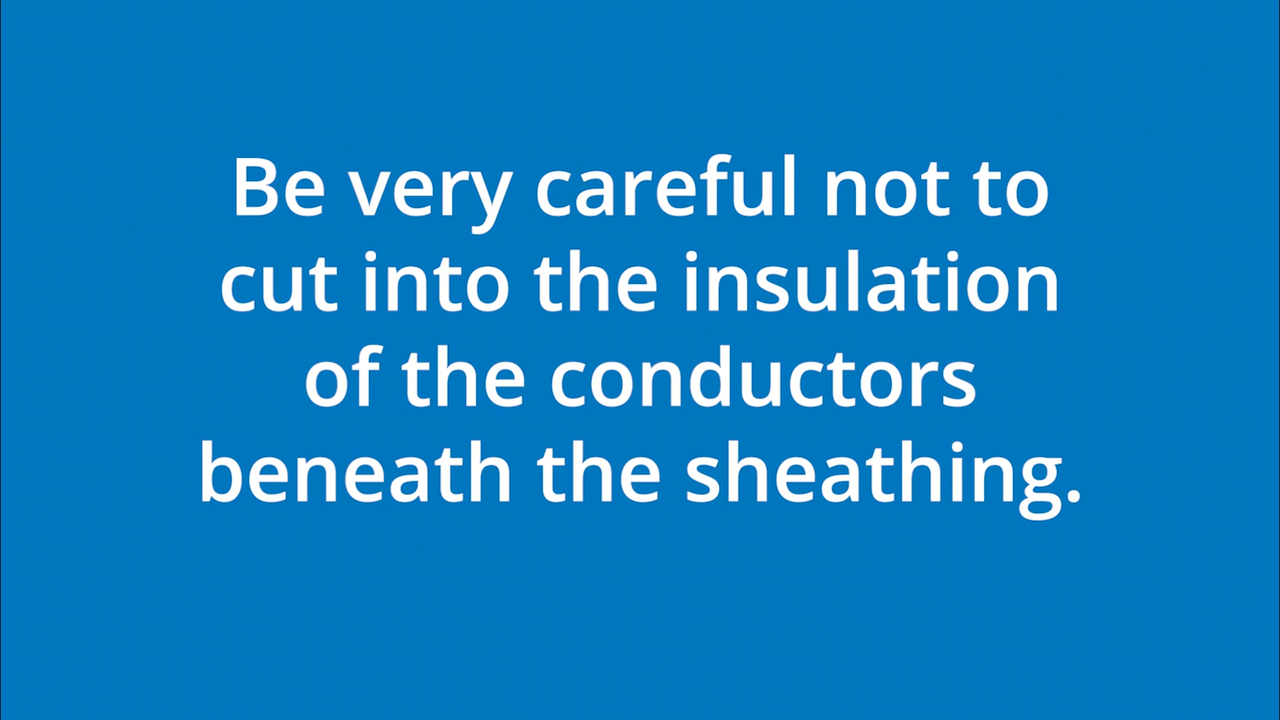 Be very careful not to
cut into the insulation
of the conductors
beneath the sheathing.